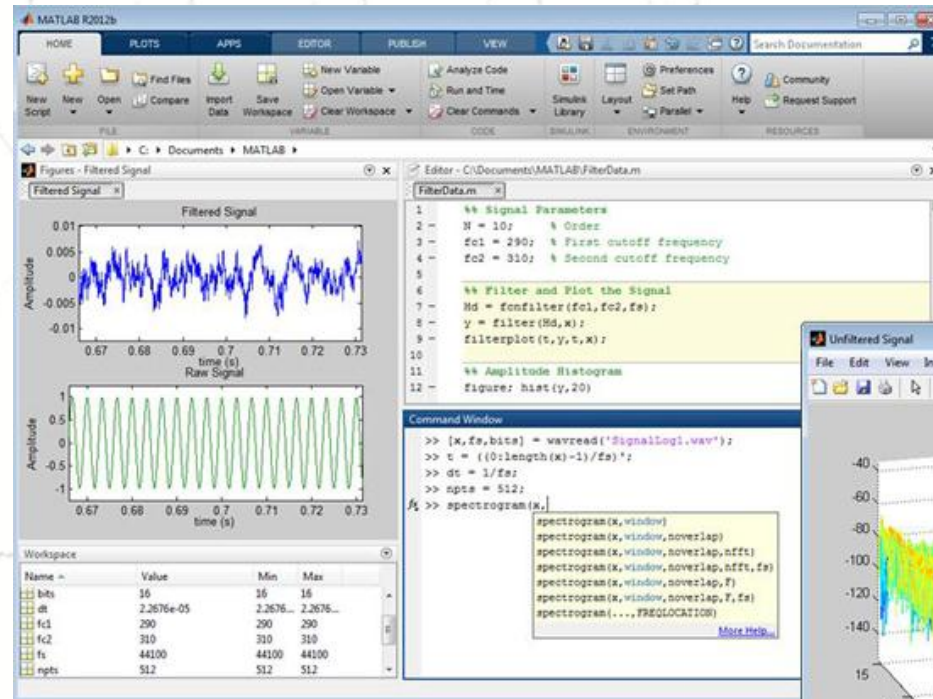 MATLAB R2012b
HOME PLOTS APPS EDITOR PUBLISH VIEW Search Documentation
New Script New Open Find Files Compare Import Data Save Workspace New Variable Open Variable Clear Workspace Analyze Code Run and Time Clear Commands Simulink Library Layout Preferences Set Path Parallel Help Community Request Support
FILE VARIABLE CODE SIMULINK ENVIRONMENT RESOURCES
C: Documents MATLAB
Figures - Filtered Signal
Filtered Signal
Filtered Signal
Amplitude
0.01
0.005
0
-0.005
-0.01
0.67 0.68 0.69 0.7 0.71 0.72 0.73
time (s)
Raw Signal
Amplitude
1
0.5
0
-0.5
-1
0.67 0.68 0.69 0.7 0.71 0.72 0.73
time (s)
Workspace
Name Value Min Max
bits 16 16 16
dt 2.2676e-05 2.2676... 2.2676...
fc1 290 290 290
fc2 310 310 310
fs 44100 44100 44100
npts 512 512 512
Editor - C:\Documents\MATLAB\FilterData.m
FilterData.m
1 %% Signal Parameters
2 - N = 10; % Order
3 - fc1 = 290; % First cutoff frequency
4 - fc2 = 310; % Second cutoff frequency
5
6 %% Filter and Plot the Signal
7 - Hd = fcnfilter(fc1,fc2,fs);
8 - y = filter(Hd,x);
9 - filterplot(t,y,t,x);
10
11 %% Amplitude Histogram
12 - figure; hist(y,20)
Command Window
>> [x,fs,bits] = wavread('SignalLog1.wav');
>> t = ((0:length(x)-1)/fs)';
>> dt = 1/fs;
>> npts = 512;
fx >> spectrogram(x,
spectrogram(x,window)
spectrogram(x,window,noverlap)
spectrogram(x,window,noverlap,nfft)
spectrogram(x,window,noverlap,nfft,fs)
spectrogram(x,window,noverlap,F)
spectrogram(x,window,noverlap,F,fs)
spectrogram(...,FREQLOCATION)
More Help...
Unfiltered Signal
File Edit View In
-40
-60
-80
-100
-120
-140
15